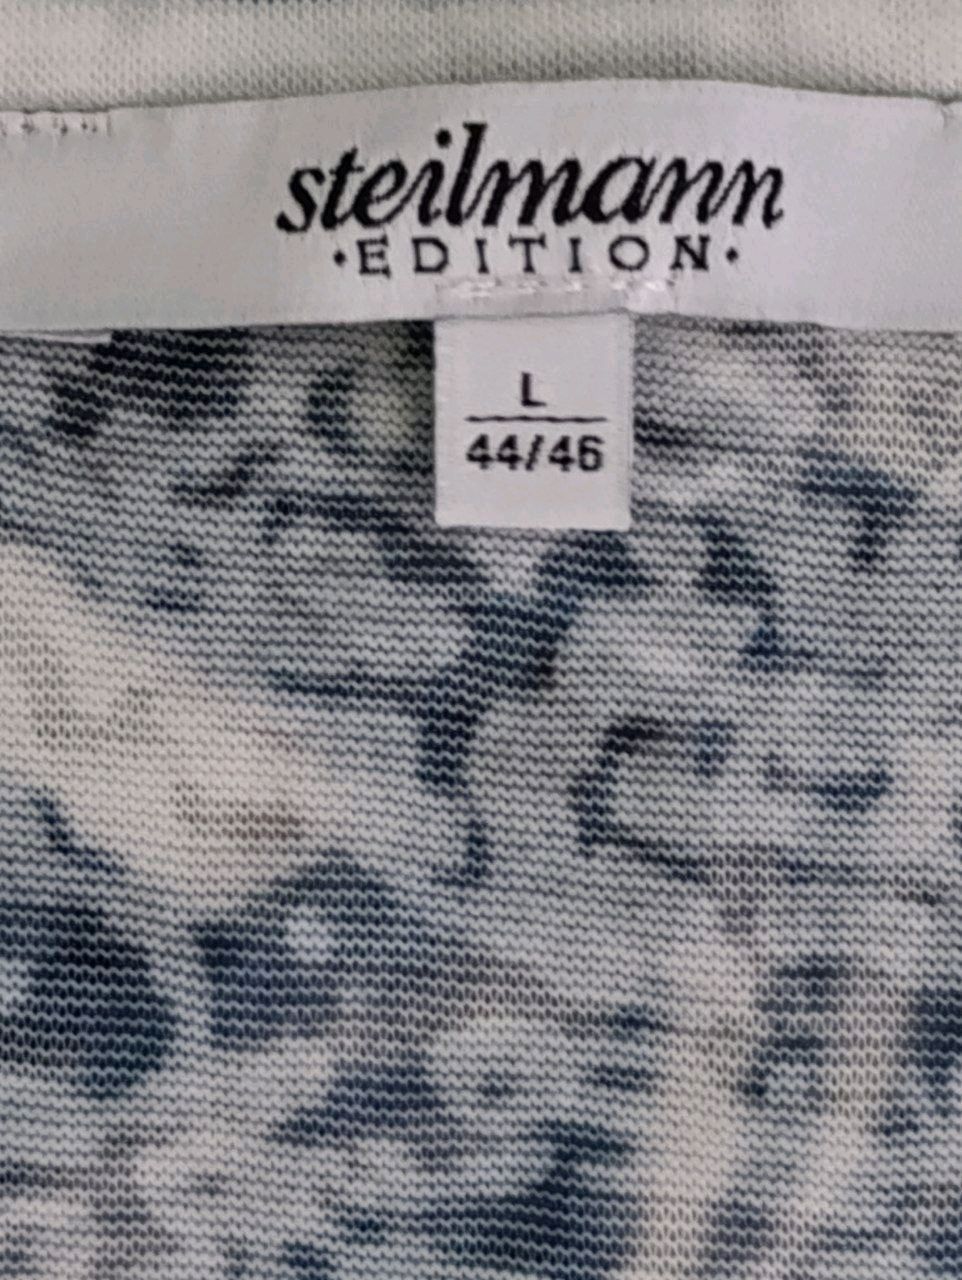 steilmann
·EDITION·
L
44/46